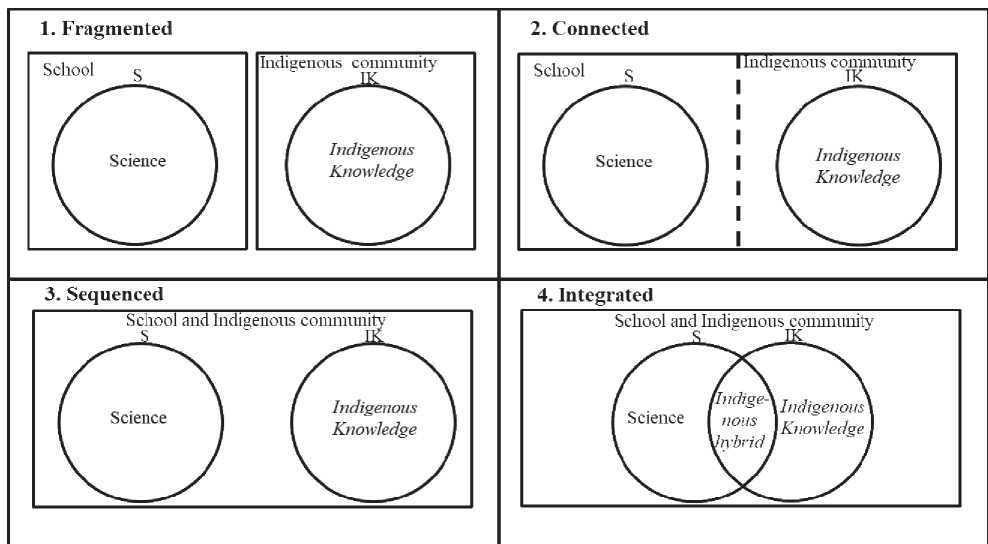 1. Fragmented
School
S
Science
Indigenous community
IK
Indigenous
Knowledge
2. Connected
School
S
Science
Indigenous community
IK
Indigenous
Knowledge
3. Sequenced
School and Indigenous community
S
IK
Science
Indigenous
Knowledge
4. Integrated
School and Indigenous community
S
IK
Science
Indige-
nous
hybrid
Indigenous
Knowledge